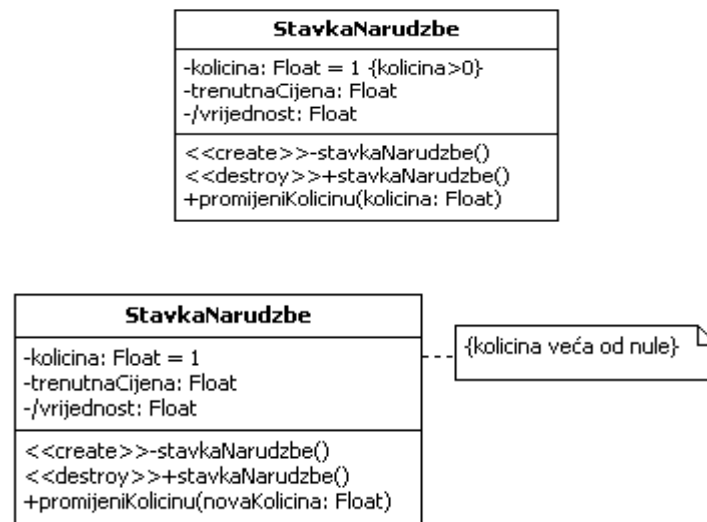 StavkaNarudzbe
-kolicina: Float = 1 {kolicina>0}
-trenutnaCijena: Float
-/vrijednost: Float
<<create>>-stavkaNarudzbe()
<<destroy>>+stavkaNarudzbe()
+promijeniKolicinu(kolicina: Float)
StavkaNarudzbe
-kolicina: Float = 1
-trenutnaCijena: Float
-/vrijednost: Float
<<create>>-stavkaNarudzbe()
<<destroy>>+stavkaNarudzbe()
+promijeniKolicinu(novaKolicina: Float)
{kolicina veća od nule}